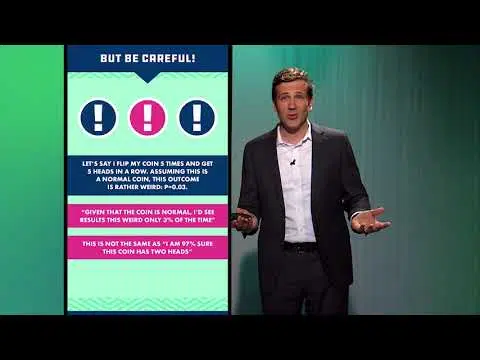 BUT BE CAREFUL!
! ! !
LET'S SAY I FLIP MY COIN 5 TIMES AND GET
5 HEADS IN A ROW. ASSUMING THIS IS
A NORMAL COIN, THIS OUTCOME
IS RATHER WEIRD: P=0.03.
"GIVEN THAT THE COIN IS NORMAL, I'D SEE
RESULTS THIS WEIRD ONLY 3% OF THE TIME"
THIS IS NOT THE SAME AS "I AM 97% SURE
THIS COIN HAS TWO HEADS"